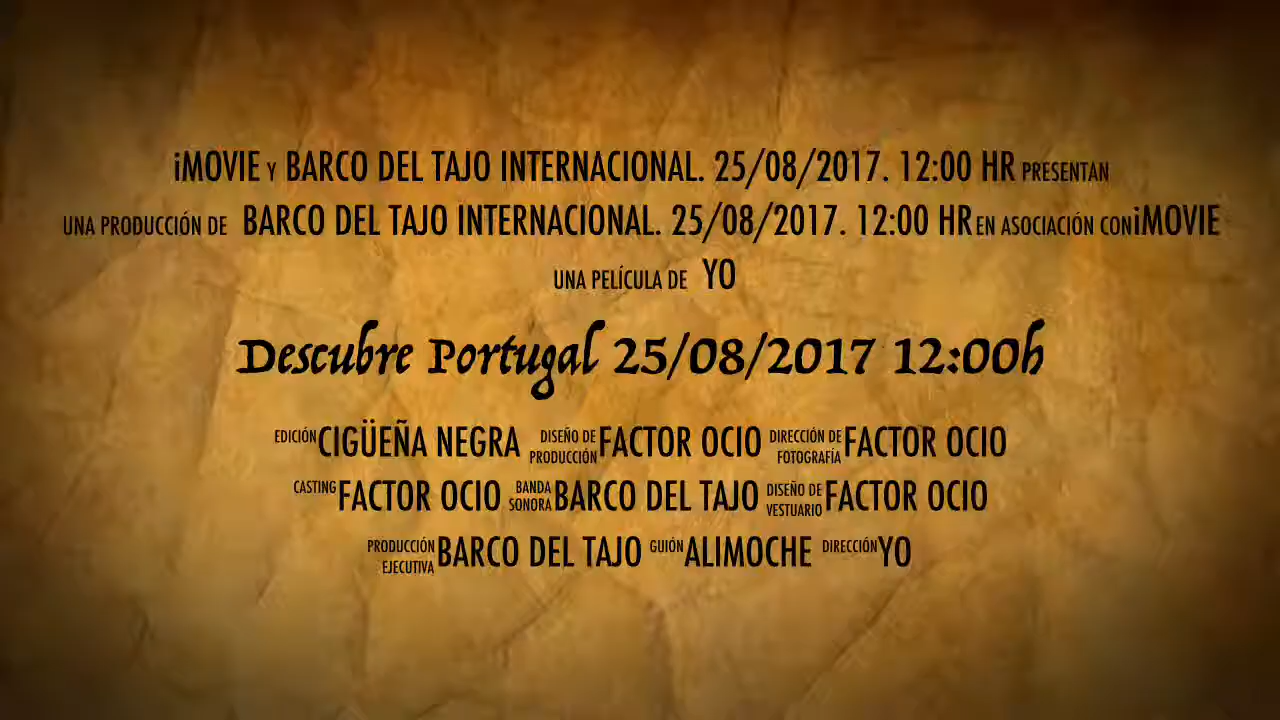 iMOVIE Y BARCO DEL TAJO INTERNACIONAL. 25/08/2017. 12:00 HR PRESENTAN
UNA PRODUCCIÓN DE BARCO DEL TAJO INTERNACIONAL. 25/08/2017. 12:00 HR EN ASOCIACIÓN CON iMOVIE
UNA PELÍCULA DE YO
Descubre Portugal 25/08/2017 12:00h
EDICIÓN CIGÜEÑA NEGRA DISEÑO DE PRODUCCIÓN FACTOR OCIO DIRECCIÓN DE FOTOGRAFÍA FACTOR OCIO
CASTING FACTOR OCIO BANDA SONORA BARCO DEL TAJO DISEÑO DE VESTUARIO FACTOR OCIO
PRODUCCIÓN EJECUTIVA BARCO DEL TAJO GUIÓN ALIMOCHE DIRECCIÓN YO